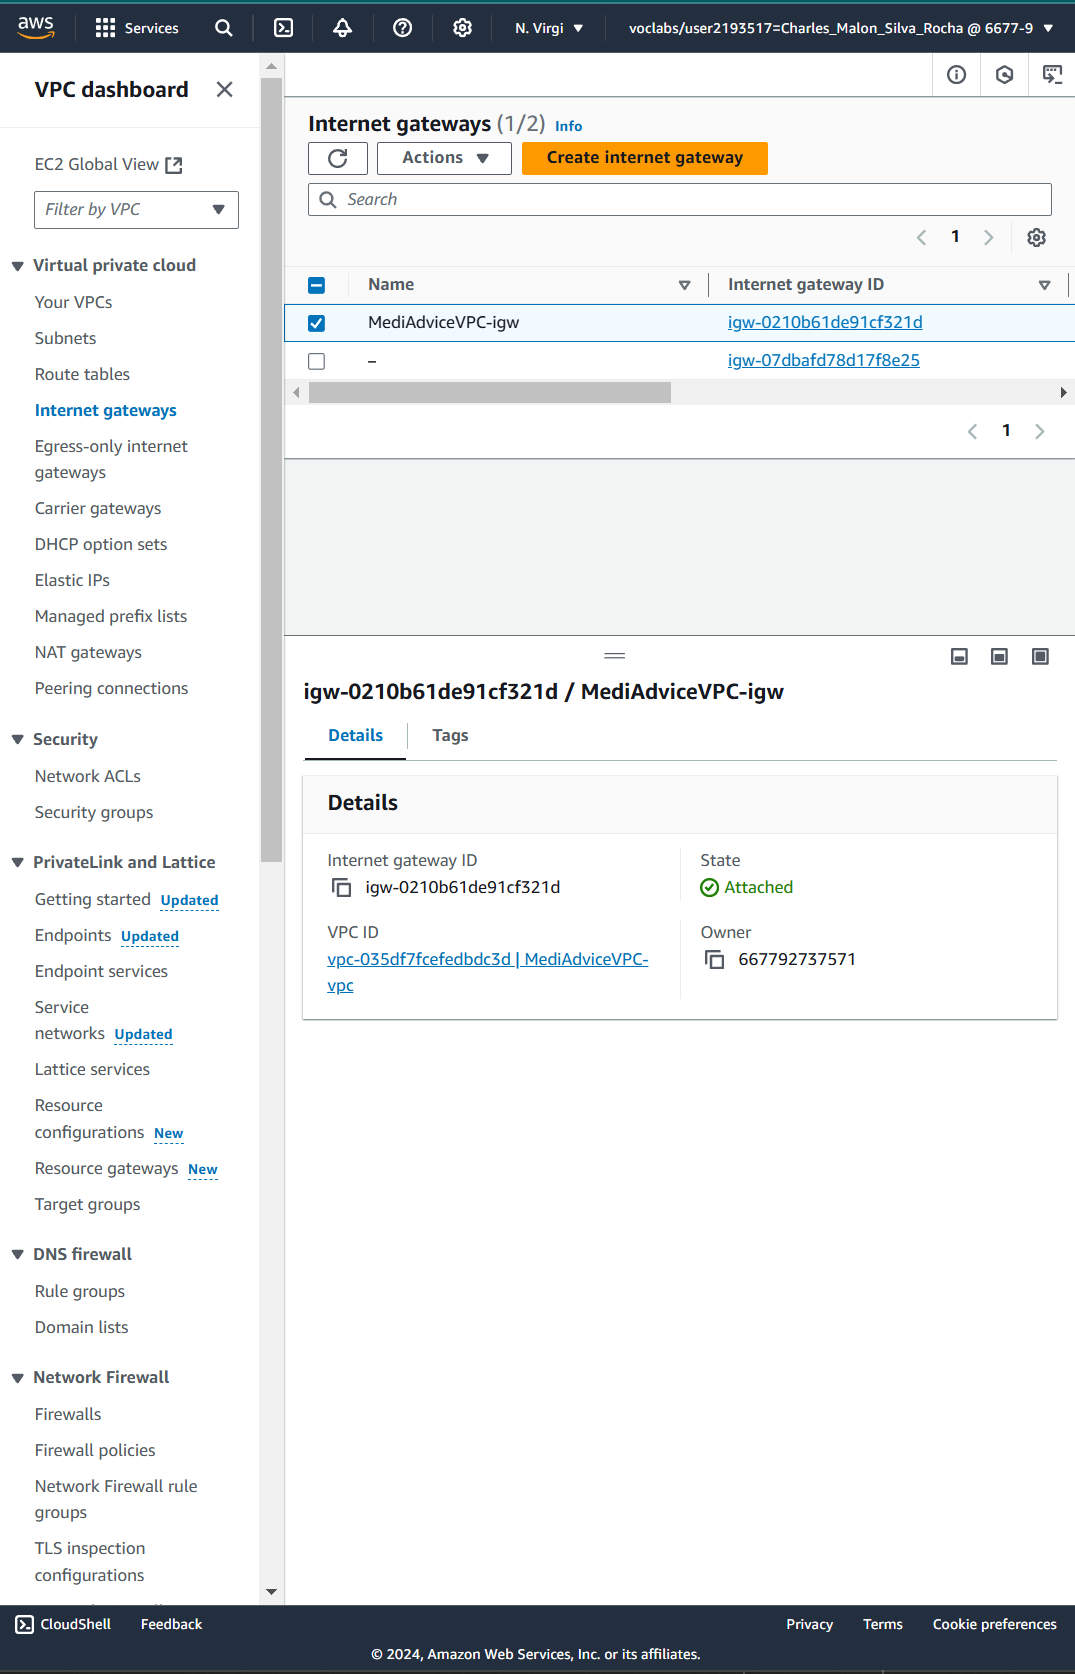 aws
Services
N. Virgi
voclabs/user2193517=Charles_Malon_Silva_Rocha @ 6677-9
VPC dashboard
EC2 Global View
Filter by VPC
Virtual private cloud
Your VPCs
Subnets
Route tables
Internet gateways
Egress-only internet
gateways
Carrier gateways
DHCP option sets
Elastic IPs
Managed prefix lists
NAT gateways
Peering connections
Security
Network ACLs
Security groups
PrivateLink and Lattice
Getting started Updated
Endpoints Updated
Endpoint services
Service
networks Updated
Lattice services
Resource
configurations New
Resource gateways New
Target groups
DNS firewall
Rule groups
Domain lists
Network Firewall
Firewalls
Firewall policies
Network Firewall rule
groups
TLS inspection
configurations
Internet gateways (1/2) Info
Actions
Create internet gateway
Search
1
Name
Internet gateway ID
MediAdviceVPC-igw
igw-0210b61de91cf321d
–
igw-07dbafd78d17f8e25
1
igw-0210b61de91cf321d / MediAdviceVPC-igw
Details
Tags
Details
Internet gateway ID
igw-0210b61de91cf321d
State
Attached
VPC ID
vpc-035df7fcefedbdc3d | MediAdviceVPC-
vpc
Owner
667792737571
CloudShell
Feedback
Privacy
Terms
Cookie preferences
© 2024, Amazon Web Services, Inc. or its affiliates.